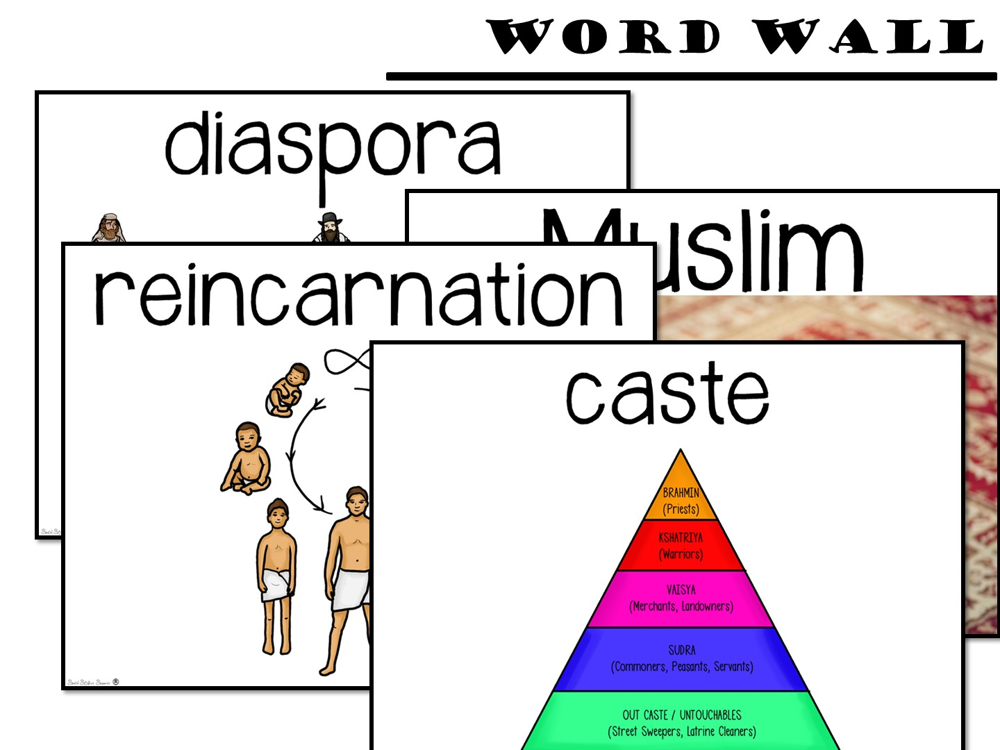 WORD WALL
diaspora
Muslim
reincarnation
caste
BRAHMIN
(Priests)
KSHATRIYA
(Warriors)
VAISYA
(Merchants, Landowners)
SUDRA
(Commoners, Peasants, Servants)
OUT CASTE / UNTOUCHABLES
(Street Sweepers, Latrine Cleaners)